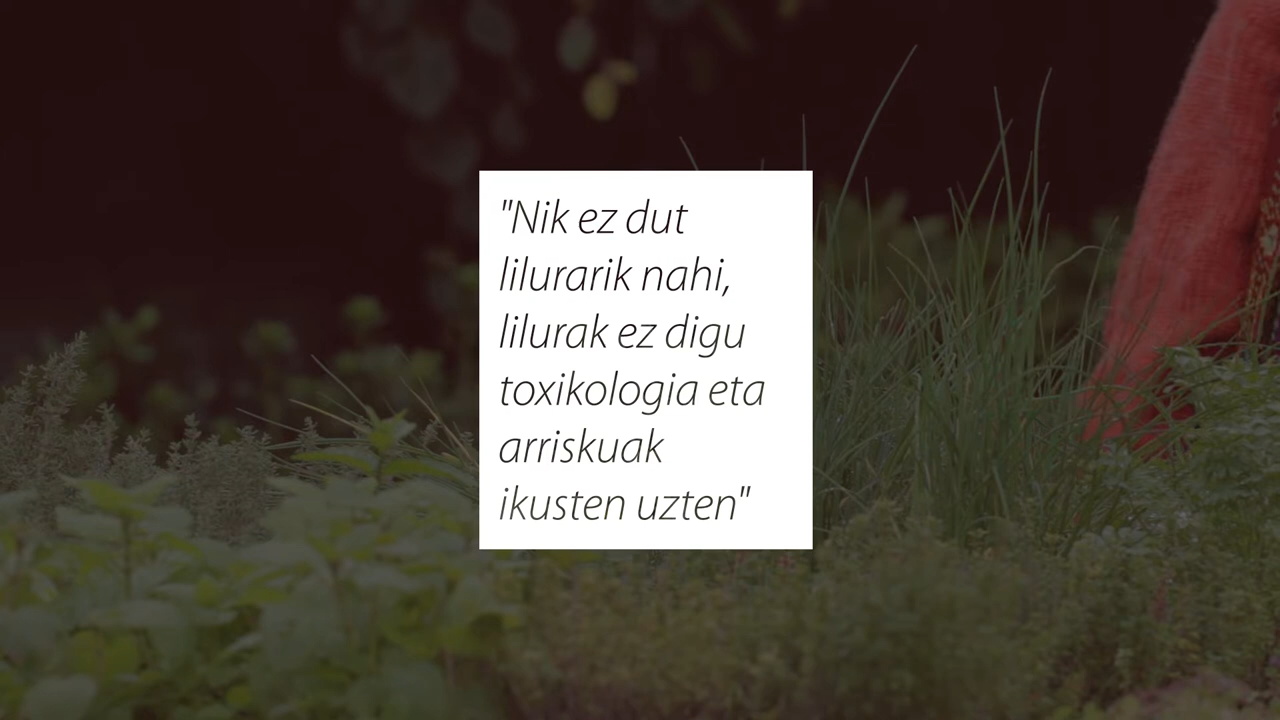 "Nik ez dut
lilurarik nahi,
lilurak ez digu
toxikologia eta
arriskuak
ikusten uzten"